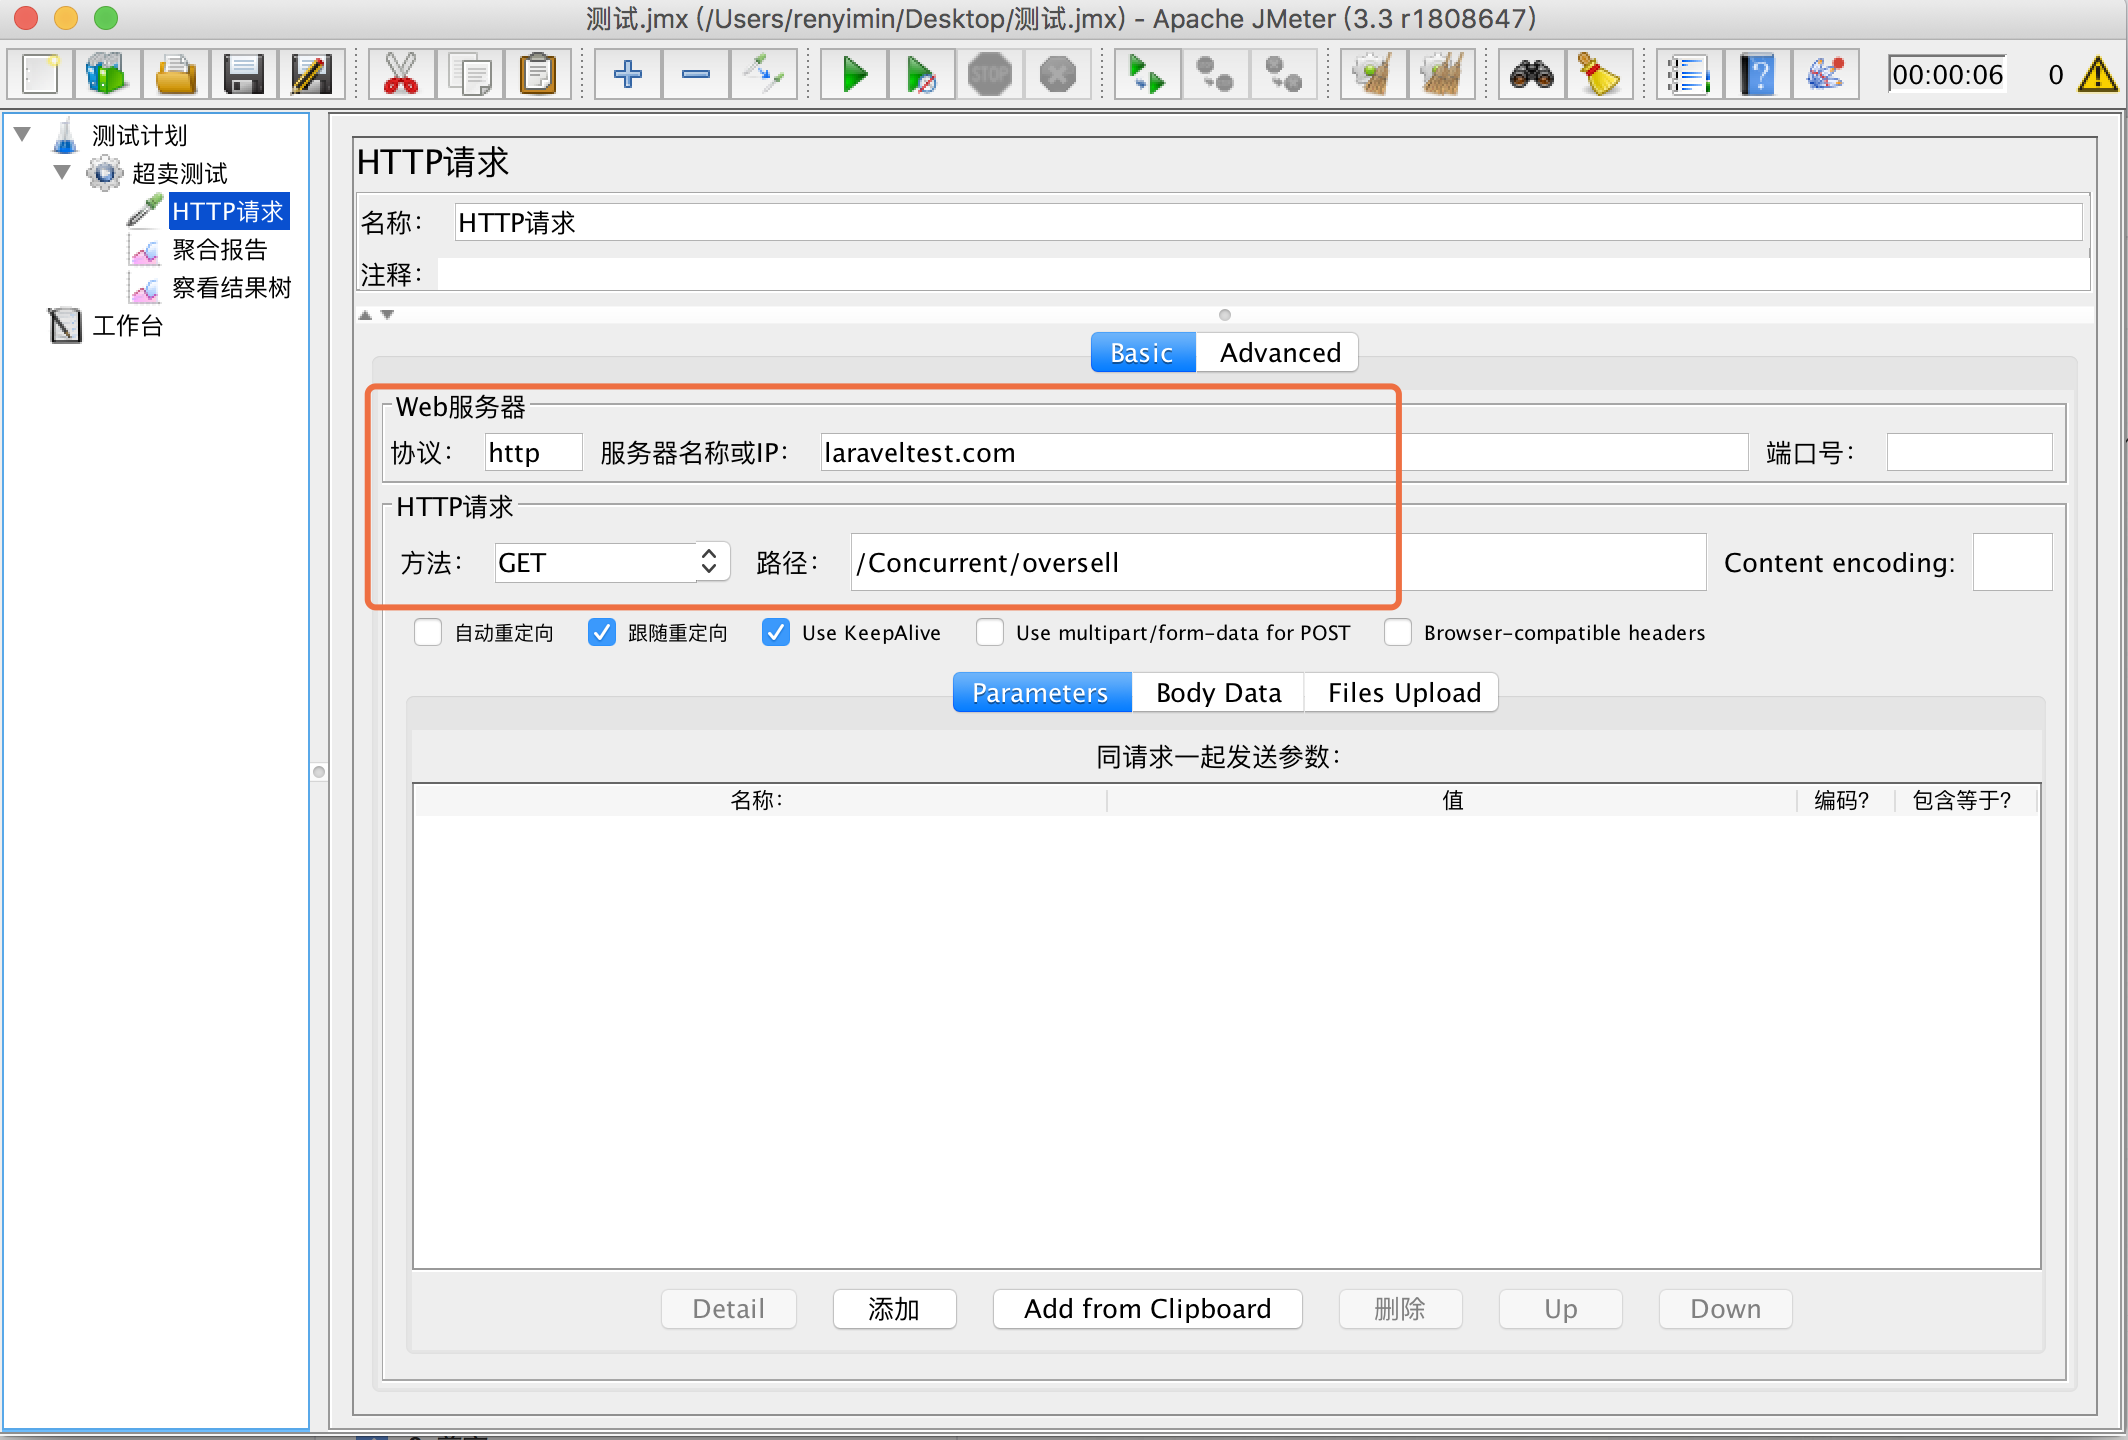 测试.jmx (/Users/renyimin/Desktop/测试.jmx) - Apache JMeter (3.3 r1808647)
STOP
00:00:06 0
测试计划
超卖测试
HTTP请求
聚合报告
察看结果树
工作台
HTTP请求
名称: HTTP请求
注释:
Basic Advanced
Web服务器
协议: http 服务器名称或IP: laraveltest.com 端口号:
HTTP请求
方法: GET 路径: /Concurrent/oversell Content encoding:
自动重定向 跟随重定向 Use KeepAlive Use multipart/form-data for POST Browser-compatible headers
Parameters Body Data Files Upload
同请求一起发送参数:
名称: 值 编码? 包含等于?
Detail 添加 Add from Clipboard 删除 Up Down